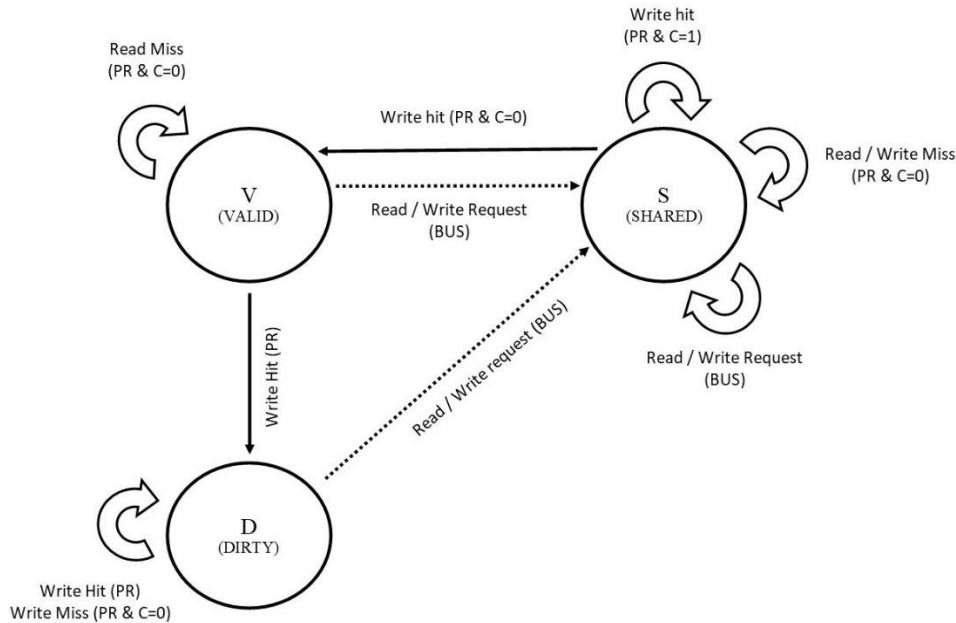 Write hit
(PR & C=1)
Read Miss
(PR & C=0)
Write hit (PR & C=0)
Read / Write Miss
(PR & C=0)
V
(VALID)
S
(SHARED)
Read / Write Request
(BUS)
Read / Write Request
(BUS)
Write Hit (PR)
Read / Write request (BUS)
D
(DIRTY)
Write Hit (PR)
Write Miss (PR & C=0)